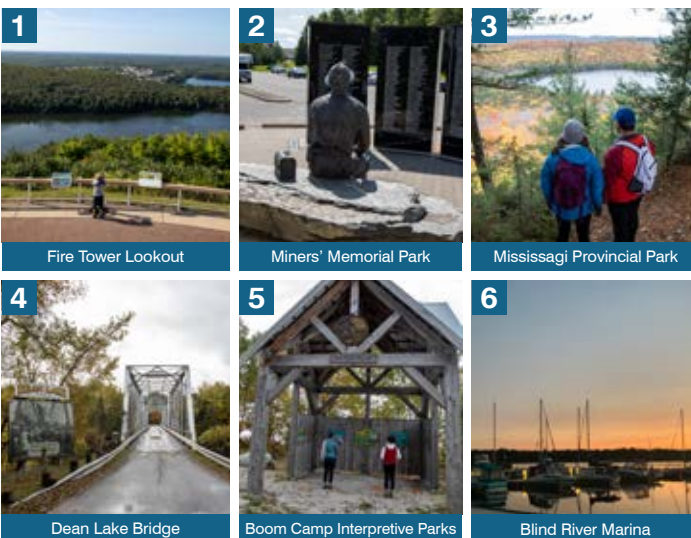 1
Fire Tower Lookout
2
Miners' Memorial Park
3
Mississagi Provincial Park
4
Dean Lake Bridge
5
Boom Camp Interpretive Parks
6
Blind River Marina